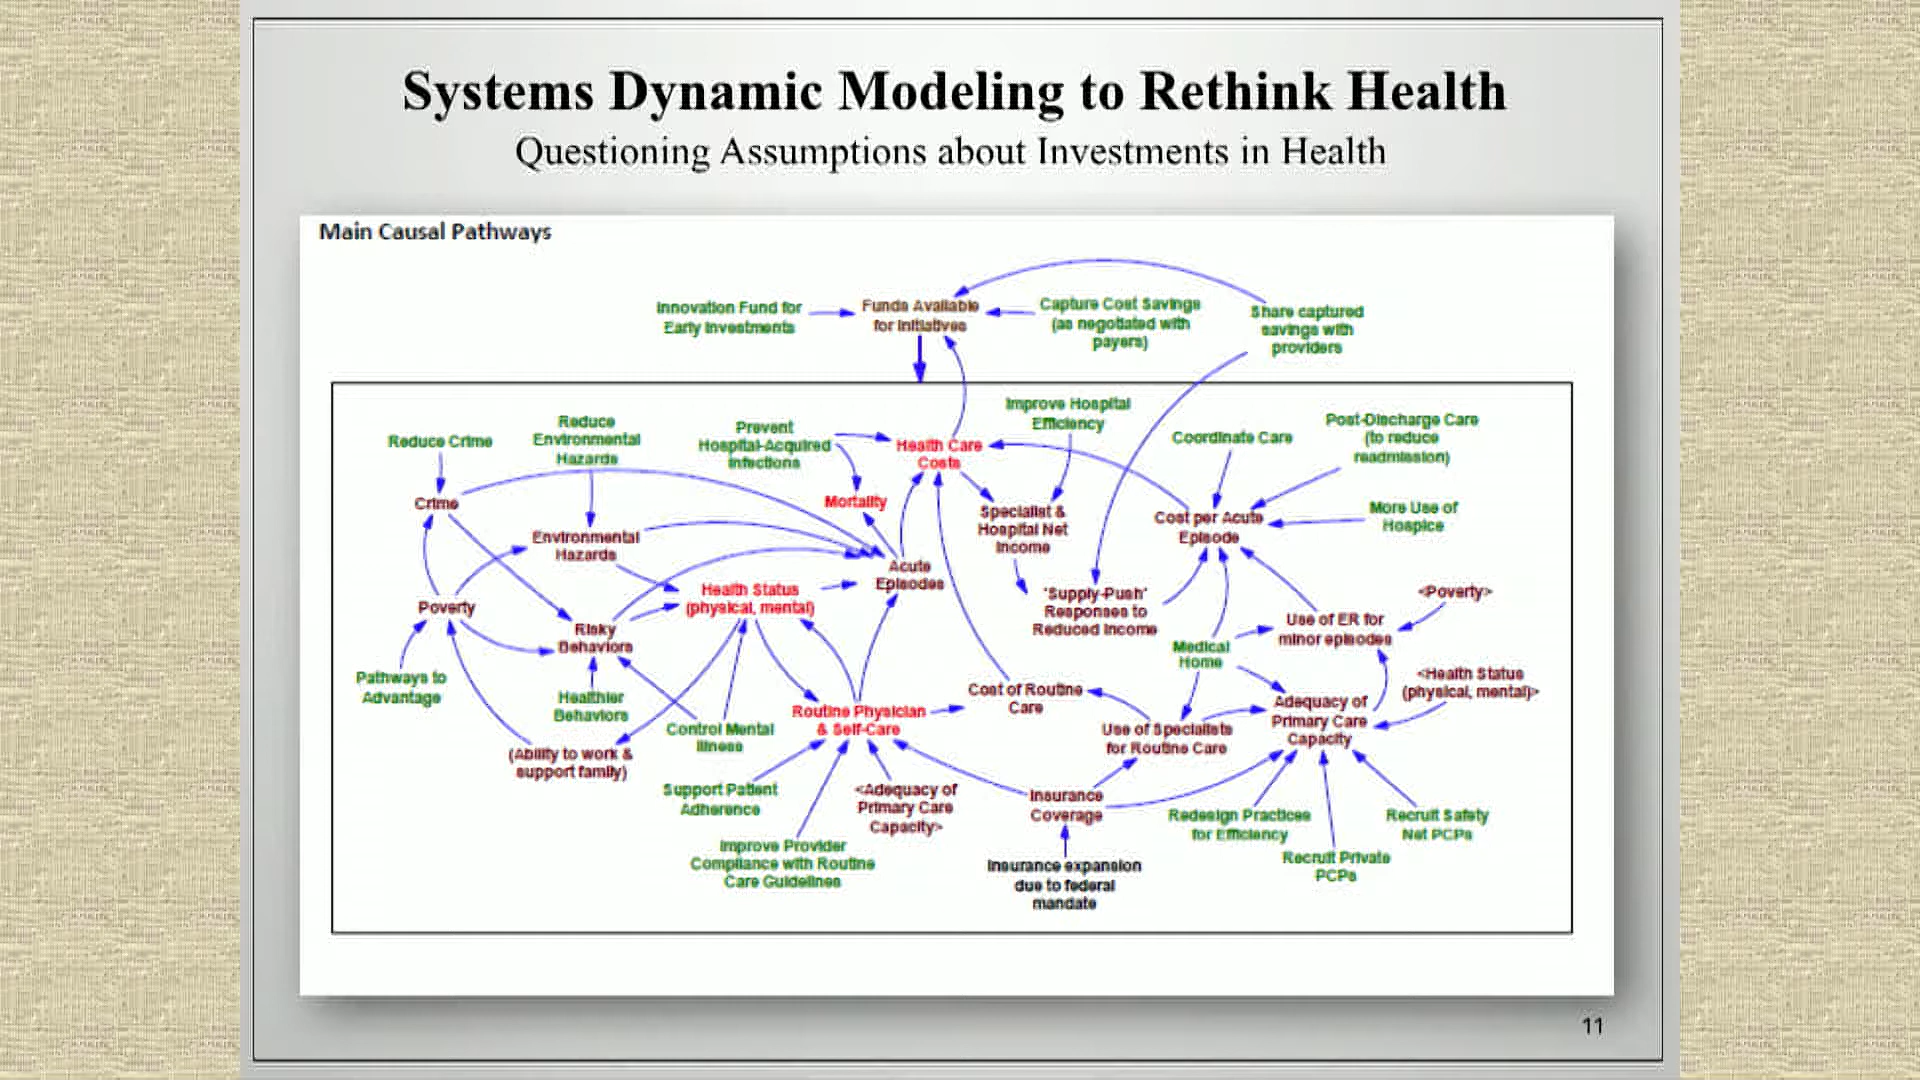 Systems Dynamic Modeling to Rethink Health
Questioning Assumptions about Investments in Health
Main Causal Pathways
Innovation Fund for
Early Investments
Funds Available
for Initiatives
Capture Cost Savings
(as negotiated with
payers)
Share captured
savings with
providers
Reduce Crime
Reduce
Environmental
Hazards
Prevent
Hospital-Acquired
Infections
Health Care
Costs
Improve Hospital
Efficiency
Coordinate Care
Post-Discharge Care
(to reduce
readmission)
Crime
Mortality
Specialist &
Hospital Net
Income
Cost per Acute
Episode
More Use of
Hospice
Environmental
Hazards
Acute
Episodes
Health Status
(physical, mental)
'Supply-Push'
Responses to
Reduced Income
<Poverty>
Poverty
Risky
Behaviors
Use of ER for
minor episodes
Medical
Home
Pathways to
Advantage
Healthier
Behaviors
Cost of Routine
Care
<Health Status
(physical, mental)>
Routine Physician
& Self-Care
Adequacy of
Primary Care
Capacity
Control Mental
Illness
Use of Specialists
for Routine Care
(Ability to work &
support family)
Support Patient
Adherence
<Adequacy of
Primary Care
Capacity>
Insurance
Coverage
Redesign Practices
for Efficiency
Recruit Safety
Net PCPs
Improve Provider
Compliance with Routine
Care Guidelines
Recruit Private
PCPs
Insurance expansion
due to federal
mandate
11